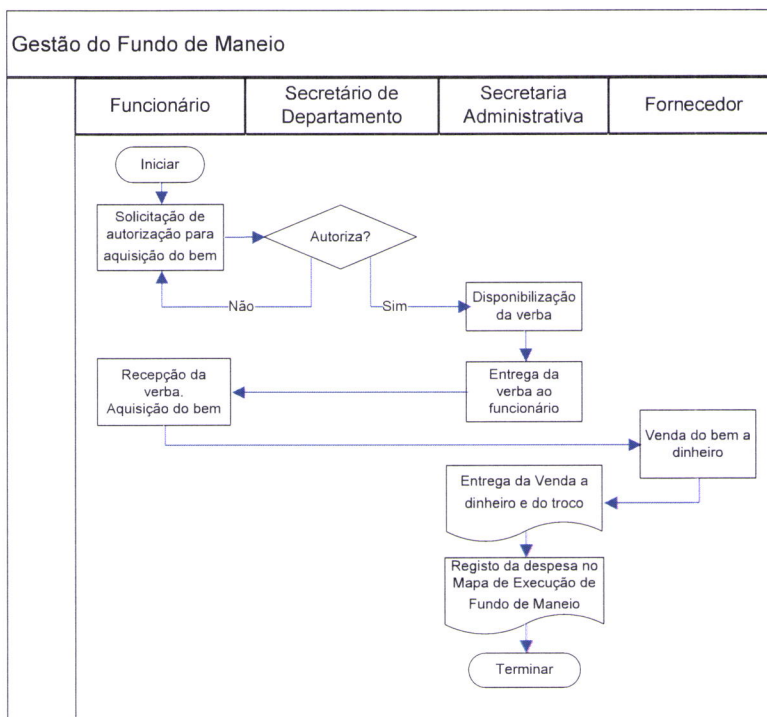 Gestão do Fundo de Maneio
Funcionário
Secretário de
Departamento
Secretaria
Administrativa
Fornecedor
Iniciar
Solicitação de
autorização para
aquisição do bem
Autoriza?
Não
Sim
Disponibilização
da verba
Entrega da
verba ao
funcionário
Recepção da
verba.
Aquisição do bem
Venda do bem a
dinheiro
Entrega da Venda a
dinheiro e do troco
Registo da despesa no
Mapa de Execução de
Fundo de Maneio
Terminar